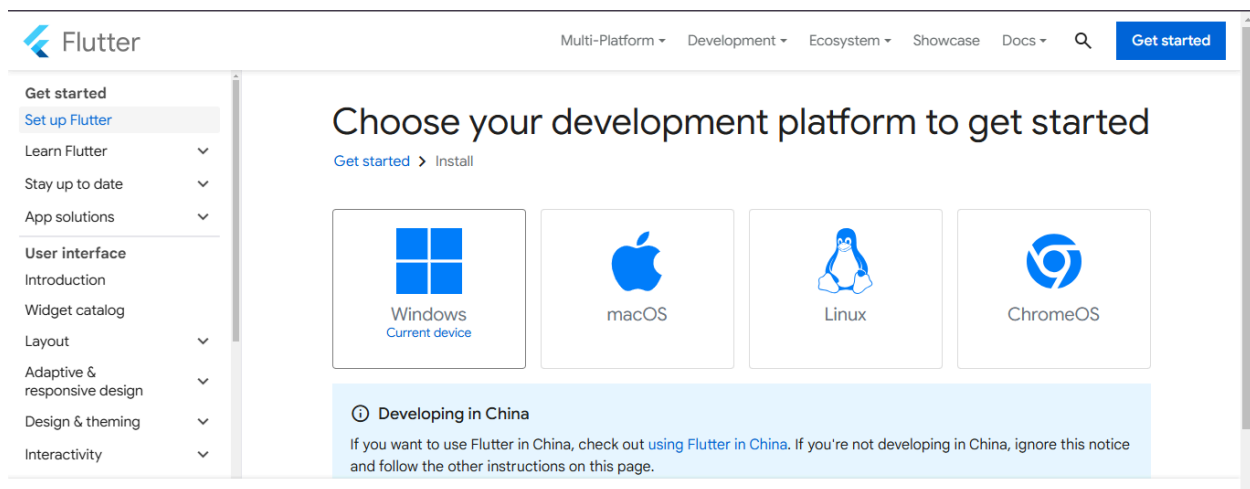 Flutter
Multi-Platform
Development
Ecosystem
Showcase
Docs
Get started
Get started
Set up Flutter
Learn Flutter
Stay up to date
App solutions
User interface
Introduction
Widget catalog
Layout
Adaptive &
responsive design
Design & theming
Interactivity
Choose your development platform to get started
Get started > Install
Windows
Current device
macOS
Linux
ChromeOS
Developing in China
If you want to use Flutter in China, check out using Flutter in China. If you're not developing in China, ignore this notice
and follow the other instructions on this page.